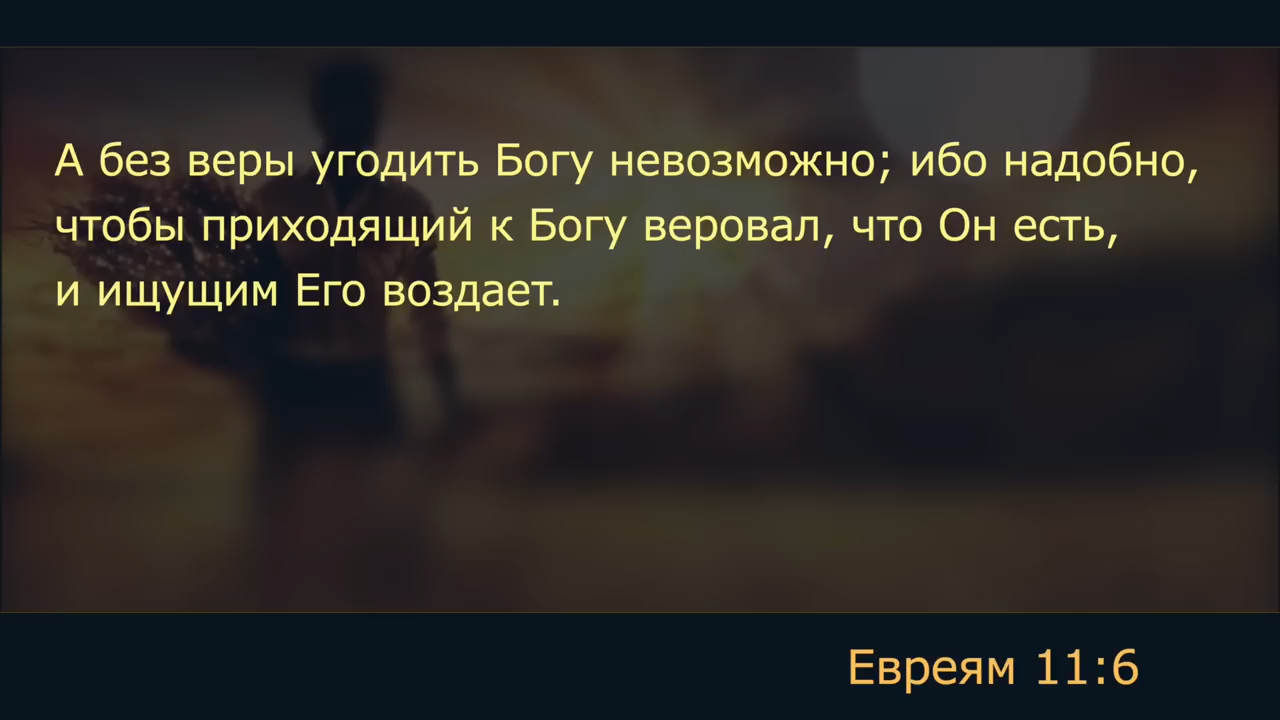 А без веры угодить Богу невозможно; ибо надобно,
чтобы приходящий к Богу веровал, что Он есть,
и ищущим Его воздает.
Евреям 11:6